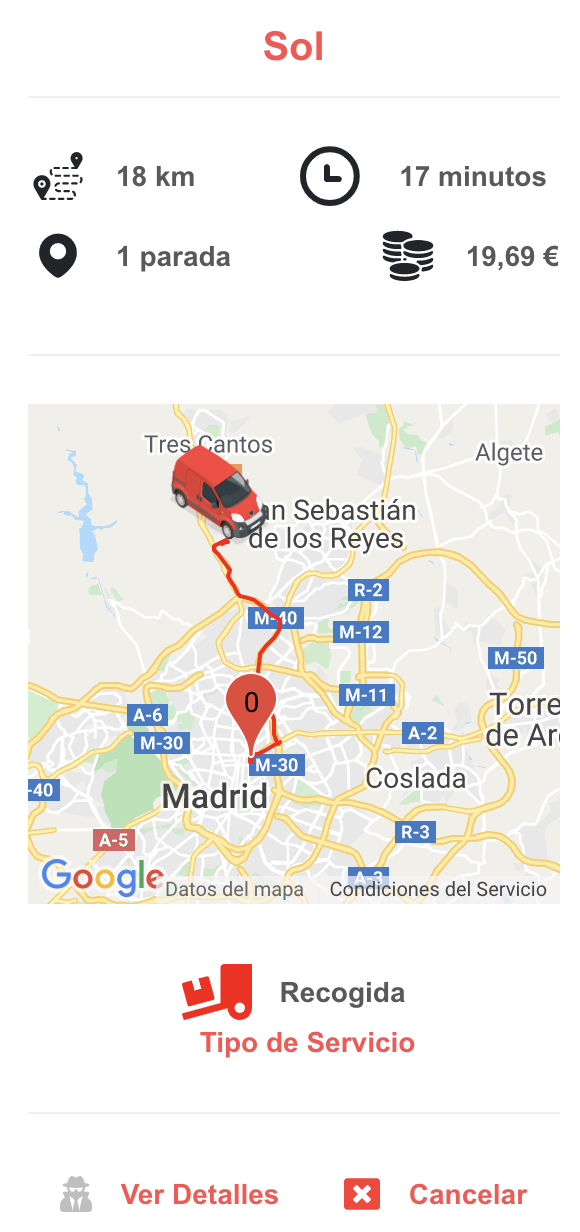 Sol
18 km
17 minutos
1 parada
19,69 €
Tres Cantos
Algete
an Sebastián
de los Reyes
R-2
M-40
M-12
M-50
M-11
Torre
de Ar
A-6
M-30
A-2
0
M-30
Coslada
-40
Madrid
R-3
A-5
A-3
Google
Datos del mapa
Condiciones del Servicio
Recogida
Tipo de Servicio
Ver Detalles
Cancelar